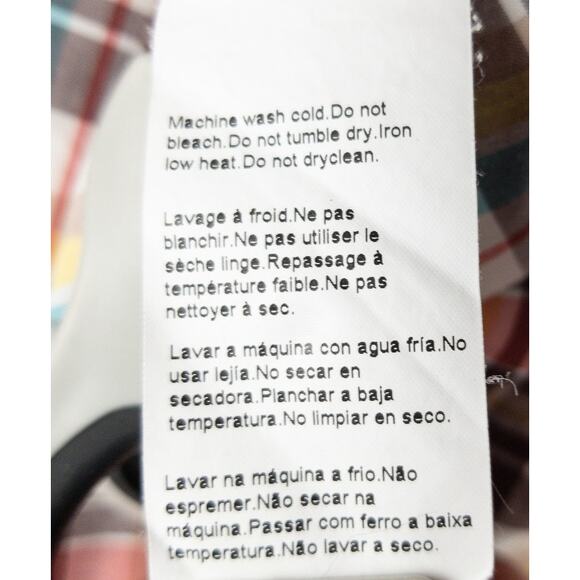 Machine wash cold.Do not
bleach.Do not tumble dry.Iron
low heat.Do not dryclean.
Lavage à froid.Ne pas
blanchir.Ne pas utiliser le
sèche linge.Repassage à
température faible.Ne pas
nettoyer à sec.
Lavar a máquina con agua fría.No
usar lejía.No secar en
secadora.Planchar a baja
temperatura.No limpiar en seco.
Lavar na máquina a frio.Não
espremer.Não secar na
máquina.Passar com ferro a baixa
temperatura.Não lavar a seco.